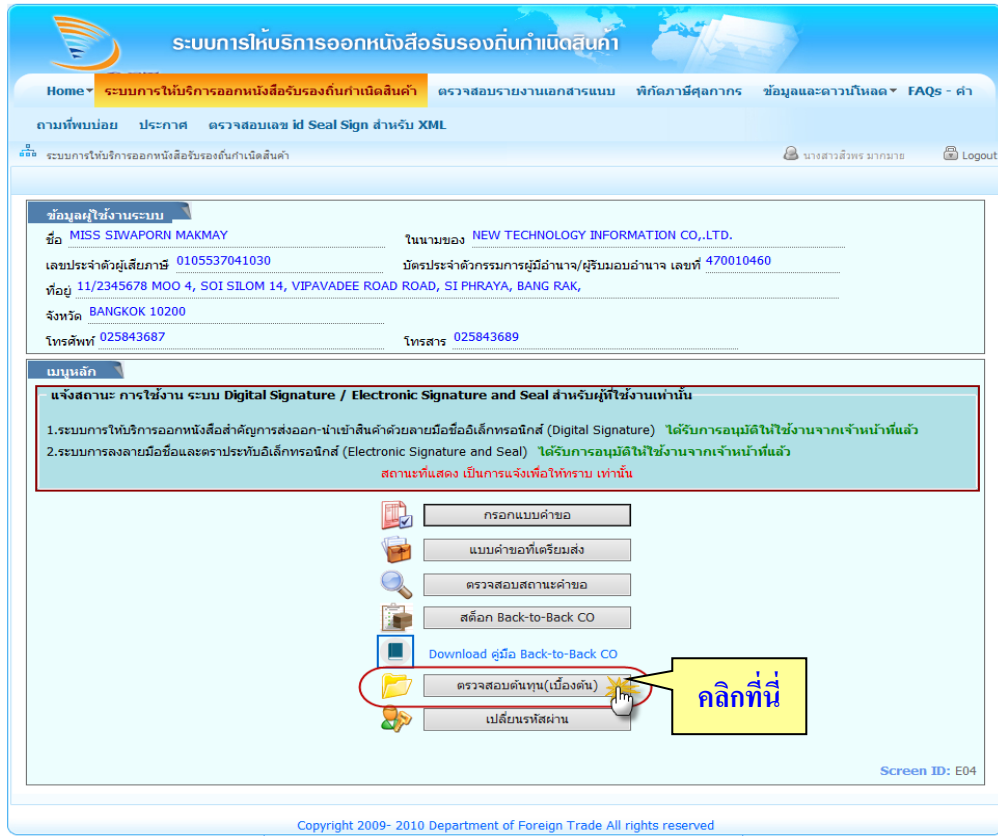 ระบบการให้บริการออกหนังสือรับรองถิ่นกำเนิดสินค้า
Home ระบบการให้บริการออกหนังสือรับรองถิ่นกำเนิดสินค้า ตรวจสอบรายงานเอกสารแนบ พิกัดภาษีศุลกากร ข้อมูลและดาวน์โหลด FAQs - คำ
ถามที่พบบ่อย ประกาศ ตรวจสอบเลข id Seal Sign สำหรับ XML
ระบบการให้บริการออกหนังสือรับรองถิ่นกำเนิดสินค้า นางสาวสิวพร มากมาย Logout
ข้อมูลผู้ใช้งานระบบ
ชื่อ MISS SIWAPORN MAKMAY ในนามของ NEW TECHNOLOGY INFORMATION CO,.LTD.
เลขประจำตัวผู้เสียภาษี 0105537041030 บัตรประจำตัวกรรมการผู้มีอำนาจ/ผู้รับมอบอำนาจ เลขที่ 470010460
ที่อยู่ 11/2345678 MOO 4, SOI SILOM 14, VIPAVADEE ROAD ROAD, SI PHRAYA, BANG RAK,
จังหวัด BANGKOK 10200
โทรศัพท์ 025843687 โทรสาร 025843689
เมนูหลัก
แจ้งสถานะ การใช้งาน ระบบ Digital Signature / Electronic Signature and Seal สำหรับผู้ที่ใช้งานเท่านั้น
1.ระบบการให้บริการออกหนังสือสำคัญการส่งออก-นำเข้าสินค้าด้วยลายมือชื่ออิเล็กทรอนิกส์ (Digital Signature) ได้รับการอนุมัติให้ใช้งานจากเจ้าหน้าที่แล้ว
2.ระบบการลงลายมือชื่อและตราประทับอิเล็กทรอนิกส์ (Electronic Signature and Seal) ได้รับการอนุมัติให้ใช้งานจากเจ้าหน้าที่แล้ว
สถานะที่แสดง เป็นการแจ้งเพื่อให้ทราบ เท่านั้น
กรอกแบบคำขอ
แบบคำขอที่เตรียมส่ง
ตรวจสอบสถานะคำขอ
สต็อก Back-to-Back CO
Download คู่มือ Back-to-Back CO
ตรวจสอบต้นทุน(เบื้องต้น)
คลิกที่นี่
เปลี่ยนรหัสผ่าน
Screen ID: E04
Copyright 2009- 2010 Department of Foreign Trade All rights reserved